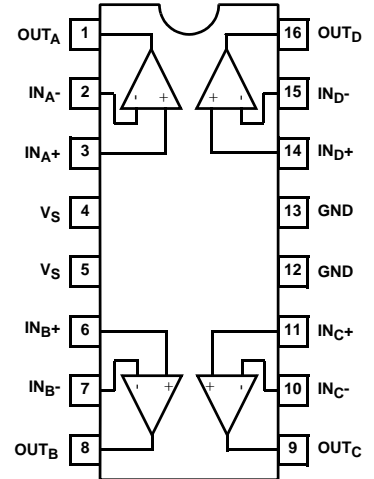 OUTA 1 16 OUTD
INA- 2 15 IND-
- + + -
INA+ 3 14 IND+
VS 4 13 GND
VS 5 12 GND
INB+ 6 11 INC+
- + + -
INB- 7 10 INC-
OUTB 8 9 OUTC